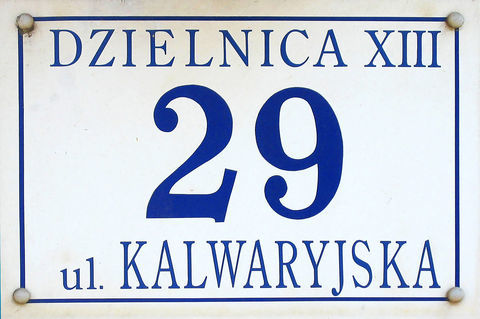 DZIELNICA XIII
29
ul. KALWARYJSKA